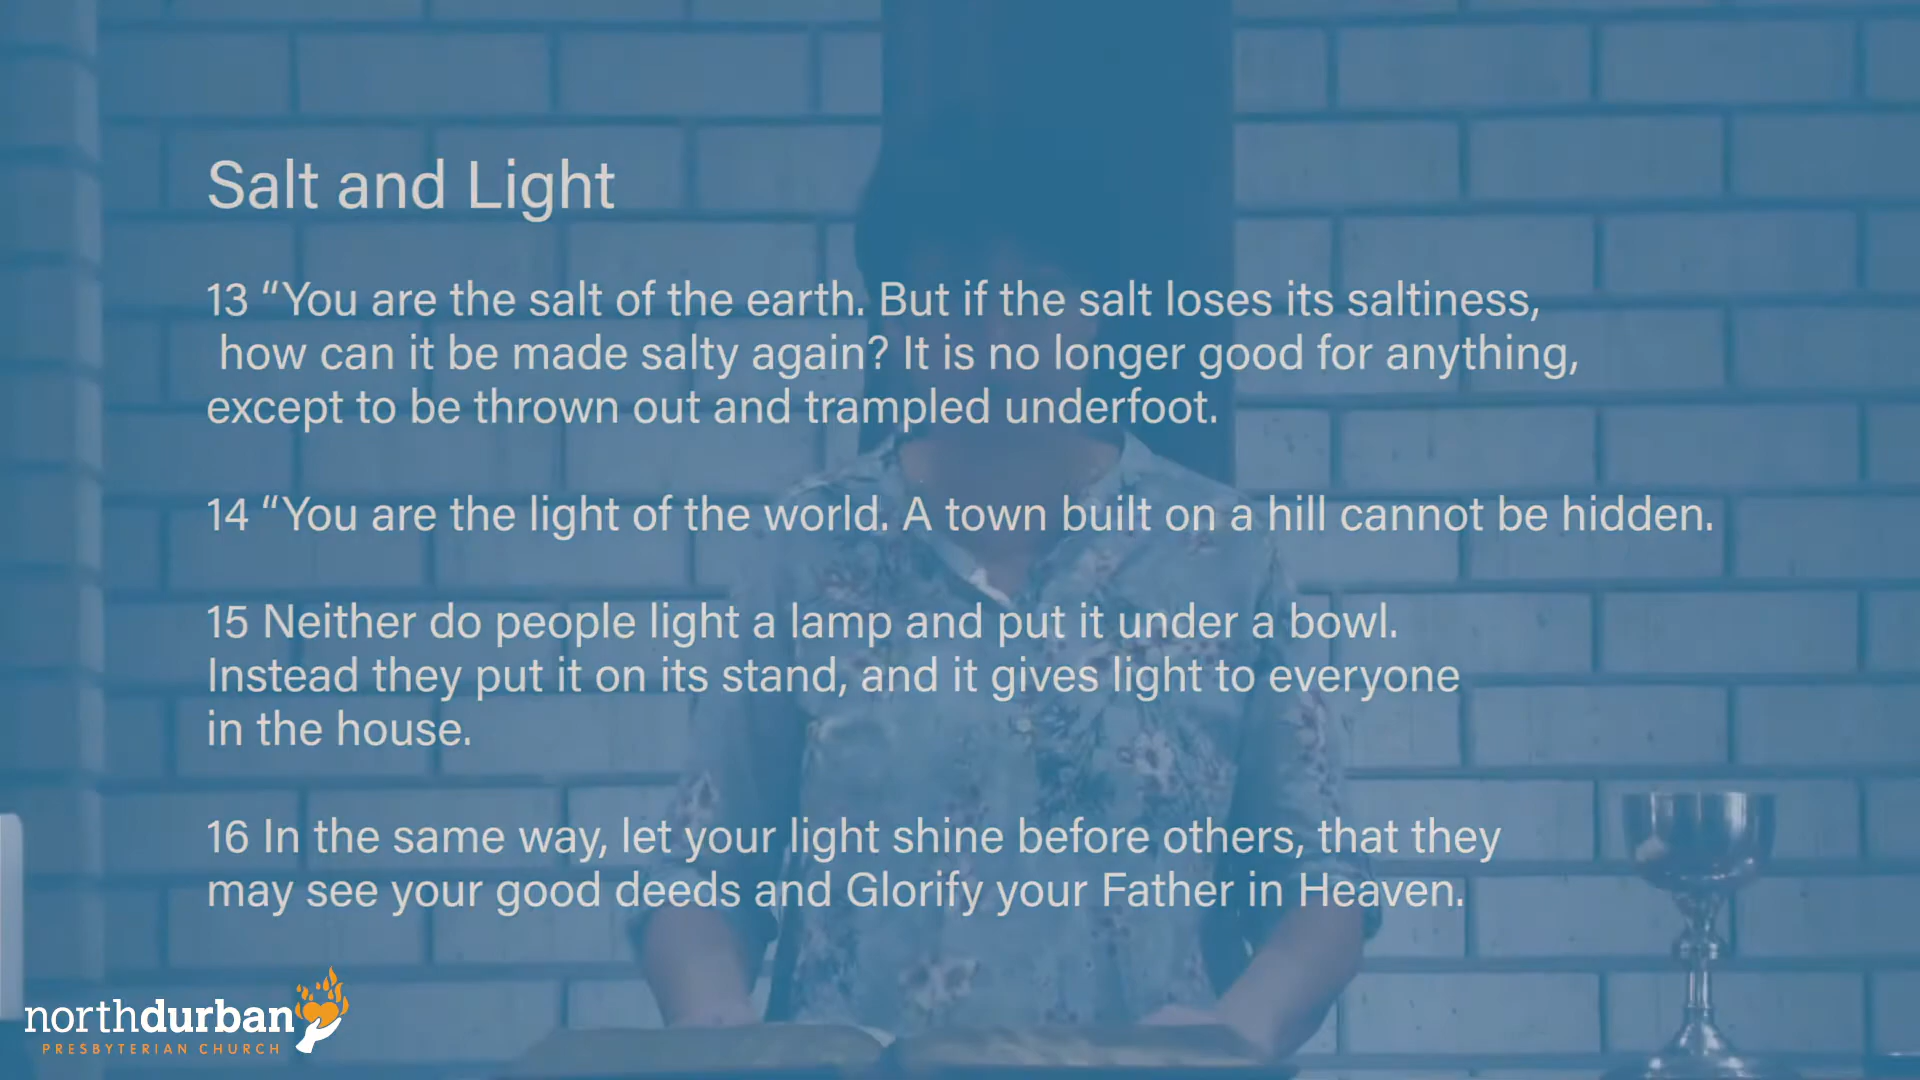 Salt and Light
13 “You are the salt of the earth. But if the salt loses its saltiness,
how can it be made salty again? It is no longer good for anything,
except to be thrown out and trampled underfoot.
14 “You are the light of the world. A town built on a hill cannot be hidden.
15 Neither do people light a lamp and put it under a bowl.
Instead they put it on its stand, and it gives light to everyone
in the house.
16 In the same way, let your light shine before others, that they
may see your good deeds and Glorify your Father in Heaven.
northdurban
PRESBYTERIAN CHURCH